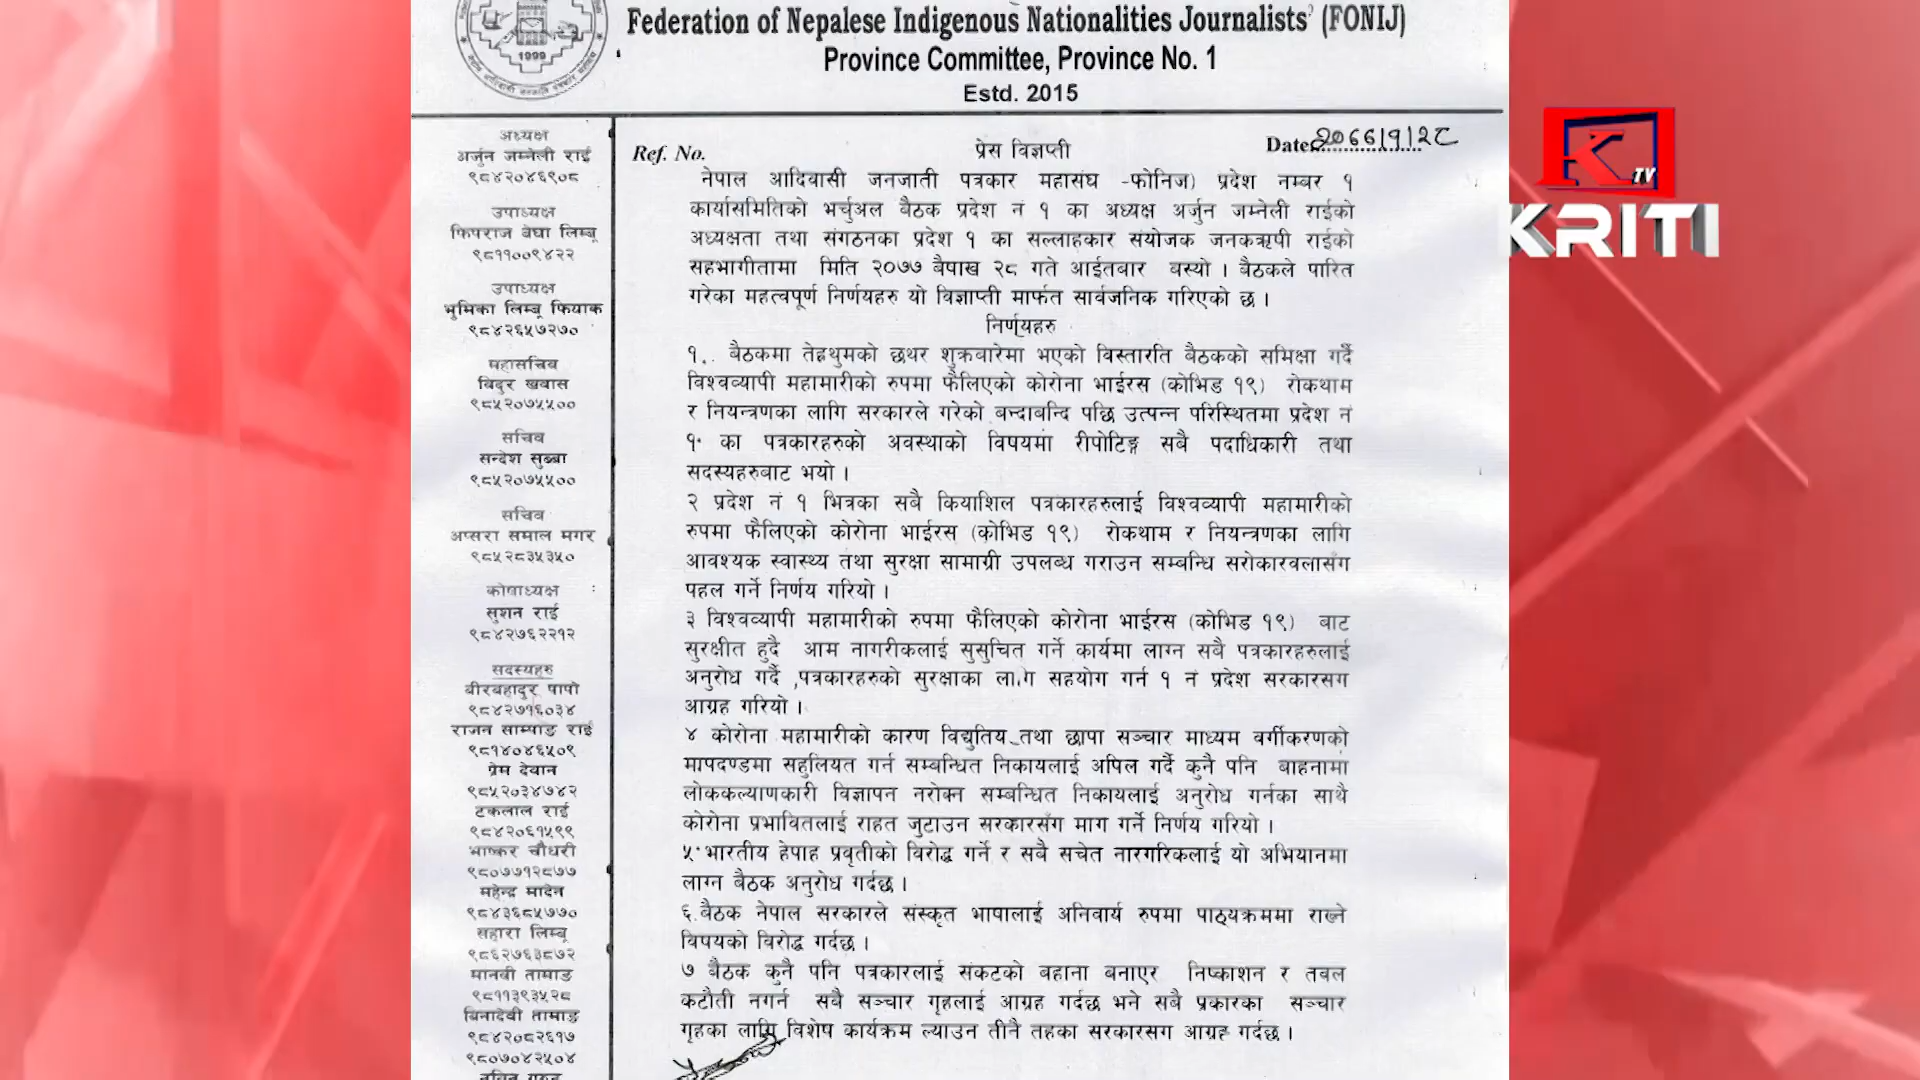 Federation of Nepalese Indigenous Nationalities Journalists' (FONIJ)
Province Committee, Province No. 1
Estd. 2015
1999
अध्यक्ष
अर्जुन जम्नेली राई
९८४२०४६९०८
उपाध्यक्ष
फिपराज बेघा लिम्बू
९८११००९४२२
उपाध्यक्ष
भुमिका लिम्बू फियाक
९८४२६५७२७०
महासचिव
विदुर खवास
९८५२०७५५००
सचिव
सन्देश सुब्बा
९८५२०७५५००
सचिव
अप्सरा समाल मगर
९८५२८३५३५०
कोषाध्यक्ष
सुशन राई
९८४२७६२२१२
सदस्यहरु
बीरबहादुर पापो
९८४२७१६०३४
राजन साम्पाङ राई
९८१४०४६५०९
प्रेम देवान
९८५२०३४७४२
टकलाल राई
९८४२०६१५९९
भाष्कर चौधरी
९८०७७१२८७७
महेन्द्र मादेन
९८४३६८५७७०
सहारा लिम्बू
९८६२७६३८७२
मानवी तामाङ
९८११३९३५२८
बिनादेवी तामाङ
९८४२०८२६१७
९८०७०४२५०४
Ref. No.
प्रेस विज्ञप्ती
Date: २०७७।१।२८
नेपाल आदिवासी जनजाती पत्रकार महासंघ -फोनिज) प्रदेश नम्बर १
कार्यासमितिको भर्चुअल बैठक प्रदेश नं १ का अध्यक्ष अर्जुन जम्नेली राईको
अध्यक्षता तथा संगठनका प्रदेश १ का सल्लाहकार संयोजक जनकऋषी राईको
सहभागीतामा मिति २०७७ बैषाख २८ गते आईतबार बस्यो । बैठकले पारित
गरेका महत्वपूर्ण निर्णयहरु यो विज्ञाप्ती मार्फत सार्वजनिक गरिएको छ ।
निर्णयहरु
१. बैठकमा तेह्रथुमको छथर शुक्रबारेमा भएको विस्तारति बैठकको समिक्षा गर्दै
विश्वव्यापी महामारीको रुपमा फैलिएको कोरोना भाईरस (कोभिड १९) रोकथाम
र नियन्त्रणका लागि सरकारले गरेको बन्दाबन्दि पछि उत्पन्न परिस्थितमा प्रदेश नं
१ का पत्रकारहरुको अवस्थाको विषयमा रीपोटिङ्ग सबै पदाधिकारी तथा
सदस्यहरुबाट भयो ।
२ प्रदेश नं १ भित्रका सबै कियाशिल पत्रकारहरुलाई विश्वव्यापी महामारीको
रुपमा फैलिएको कोरोना भाईरस (कोभिड १९) रोकथाम र नियन्त्रणका लागि
आवश्यक स्वास्थ्य तथा सुरक्षा सामाग्री उपलब्ध गराउन सम्बन्धि सरोकारवलासँग
पहल गर्ने निर्णय गरियो ।
३ विश्वव्यापी महामारीको रुपमा फैलिएको कोरोना भाईरस (कोभिड १९) बाट
सुरक्षीत हुदै आम नागरीकलाई सुसुचित गर्ने कार्यमा लाग्न सबै पत्रकारहरुलाई
अनुरोध गर्दै ,पत्रकारहरुको सुरक्षाका लागि सहयोग गर्न १ नं प्रदेश सरकारसग
आग्रह गरियो ।
४ कोरोना महामारीको कारण विद्युतिय तथा छापा सञ्चार माध्यम वर्गीकरणको
मापदण्डमा सहुलियत गर्न सम्बन्धित निकायलाई अपिल गर्दै कुनै पनि बाहनामा
लोककल्याणकारी विज्ञापन नरोक्न सम्बन्धित निकायलाई अनुरोध गर्नका साथै
कोरोना प्रभावितलाई राहत जुटाउन सरकारसँग माग गर्ने निर्णय गरियो ।
५ भारतीय हेपाह प्रवृतीको विरोद्ध गर्ने र सबै सचेत नारगरिकलाई यो अभियानमा
लाग्न बैठक अनुरोध गर्दछ ।
६.बैठक नेपाल सरकारले संस्कृत भाषालाई अनिवार्य रुपमा पाठ्यक्रममा राख्ने
विषयको विरोद्ध गर्दछ ।
७ बैठक कुनै पनि पत्रकारलाई संकटको बहाना बनाएर निष्काशन र तबल
कटौती नगर्न सबै सञ्चार गृहलाई आग्रह गर्दछ भने सबै प्रकारका सञ्चार
गृहका लागि विशेष कार्यक्रम ल्याउन तीनै तहका सरकारसग आग्रह गर्दछ ।
TV
KRITI